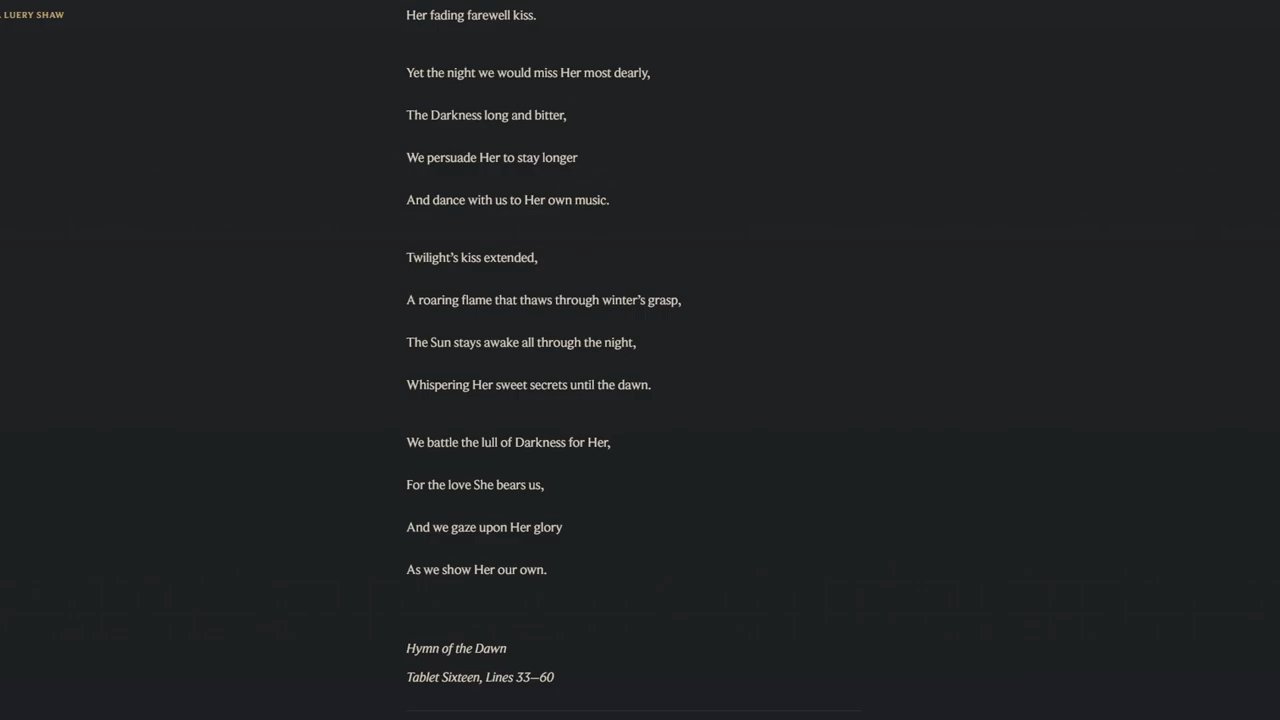 LUERY SHAW
Her fading farewell kiss.
Yet the night we would miss Her most dearly,
The Darkness long and bitter,
We persuade Her to stay longer
And dance with us to Her own music.
Twilight’s kiss extended,
A roaring flame that thaws through winter’s grasp,
The Sun stays awake all through the night,
Whispering Her sweet secrets until the dawn.
We battle the lull of Darkness for Her,
For the love She bears us,
And we gaze upon Her glory
As we show Her our own.
Hymn of the Dawn
Tablet Sixteen, Lines 33—60